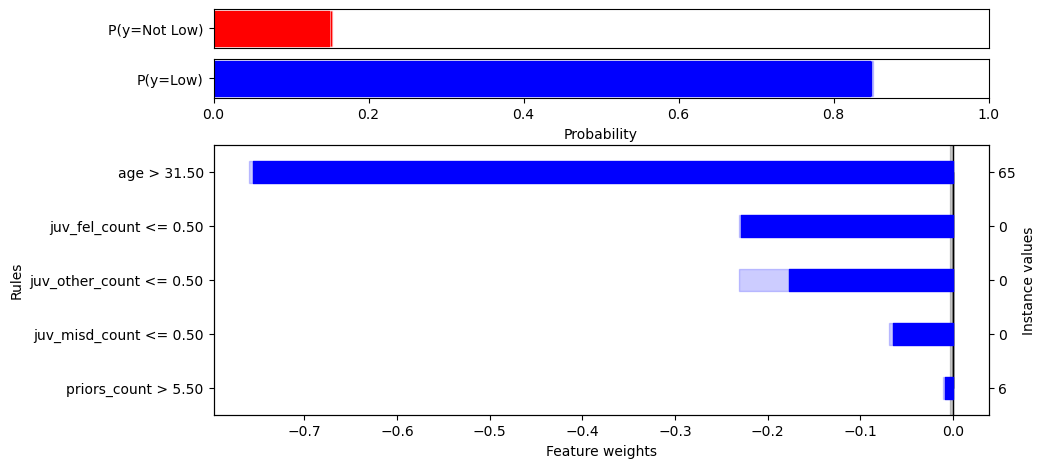 P(y=Not Low)
P(y=Low)
0.0 0.2 0.4 0.6 0.8 1.0
Probability
age > 31.50 65
juv_fel_count <= 0.50 0
juv_other_count <= 0.50 0
juv_misd_count <= 0.50 0
priors_count > 5.50 6
Rules
Instance values
−0.7 −0.6 −0.5 −0.4 −0.3 −0.2 −0.1 0.0
Feature weights